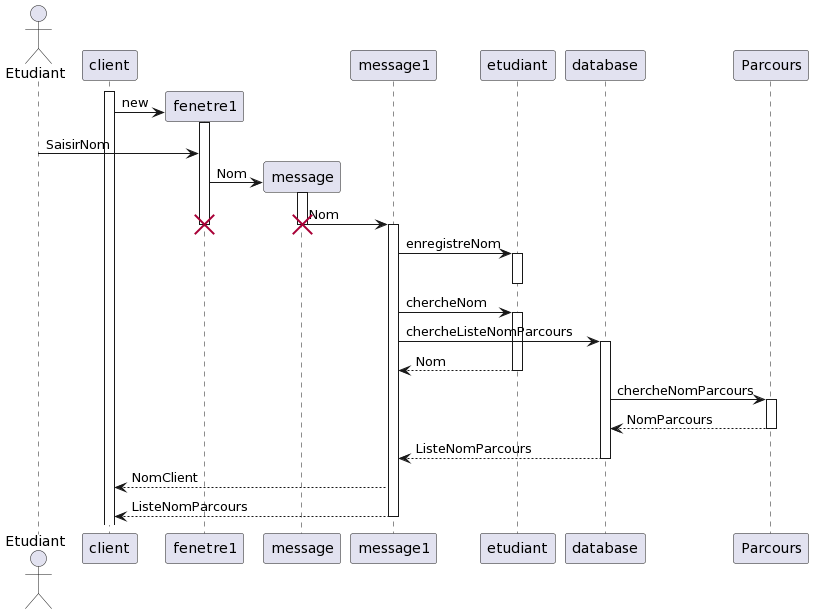 Etudiant
client
message1
etudiant
database
Parcours
new
fenetre1
SaisirNom
Nom
message
Nom
enregistreNom
chercheNom
chercheListeNomParcours
Nom
chercheNomParcours
NomParcours
ListeNomParcours
NomClient
ListeNomParcours
Etudiant
client
fenetre1
message
message1
etudiant
database
Parcours